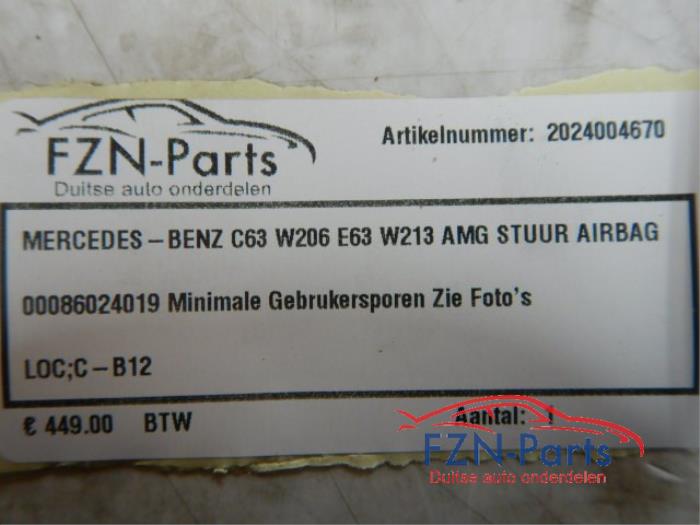 FZN-Parts
Duitse auto onderdelen
Artikelnummer: 2024004670
MERCEDES-BENZ C63 W206 E63 W213 AMG STUUR AIRBAG
00086024019 Minimale Gebrukersporen Zie Foto's
LOC;C-B12
€ 449.00 BTW
Aantal: 1
FZN-Parts
Duitse auto onderdelen